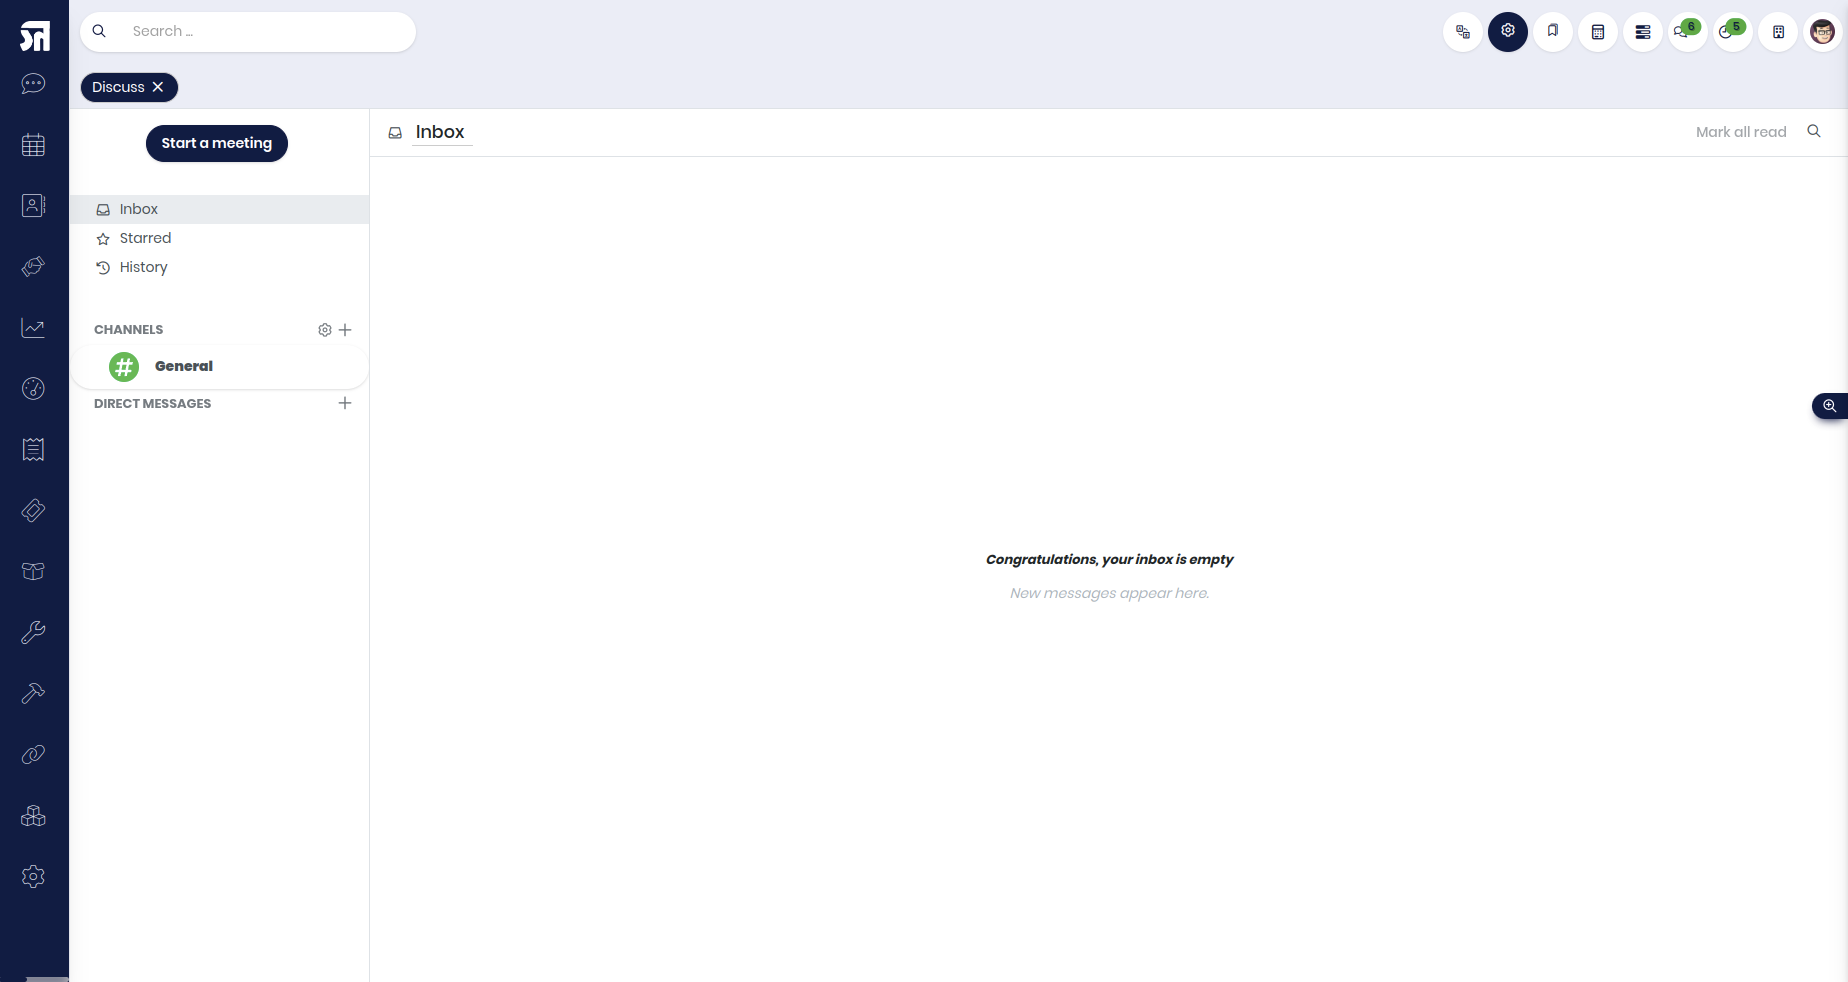 Search ...
6
5
Discuss
Start a meeting
Inbox
Starred
History
CHANNELS
General
DIRECT MESSAGES
Inbox
Mark all read
Congratulations, your inbox is empty
New messages appear here.